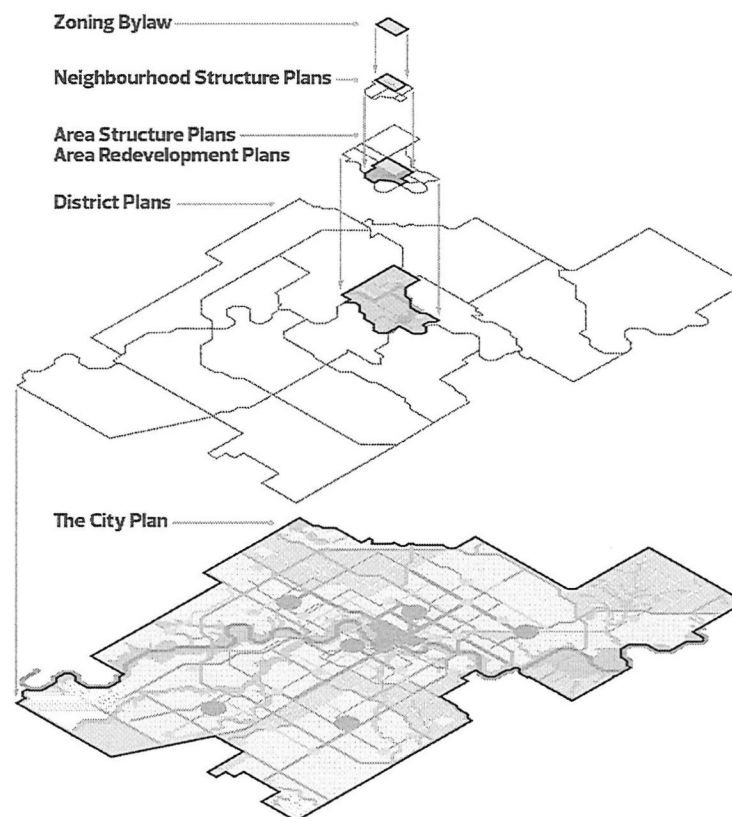 Zoning Bylaw
Neighbourhood Structure Plans
Area Structure Plans
Area Redevelopment Plans
District Plans
The City Plan